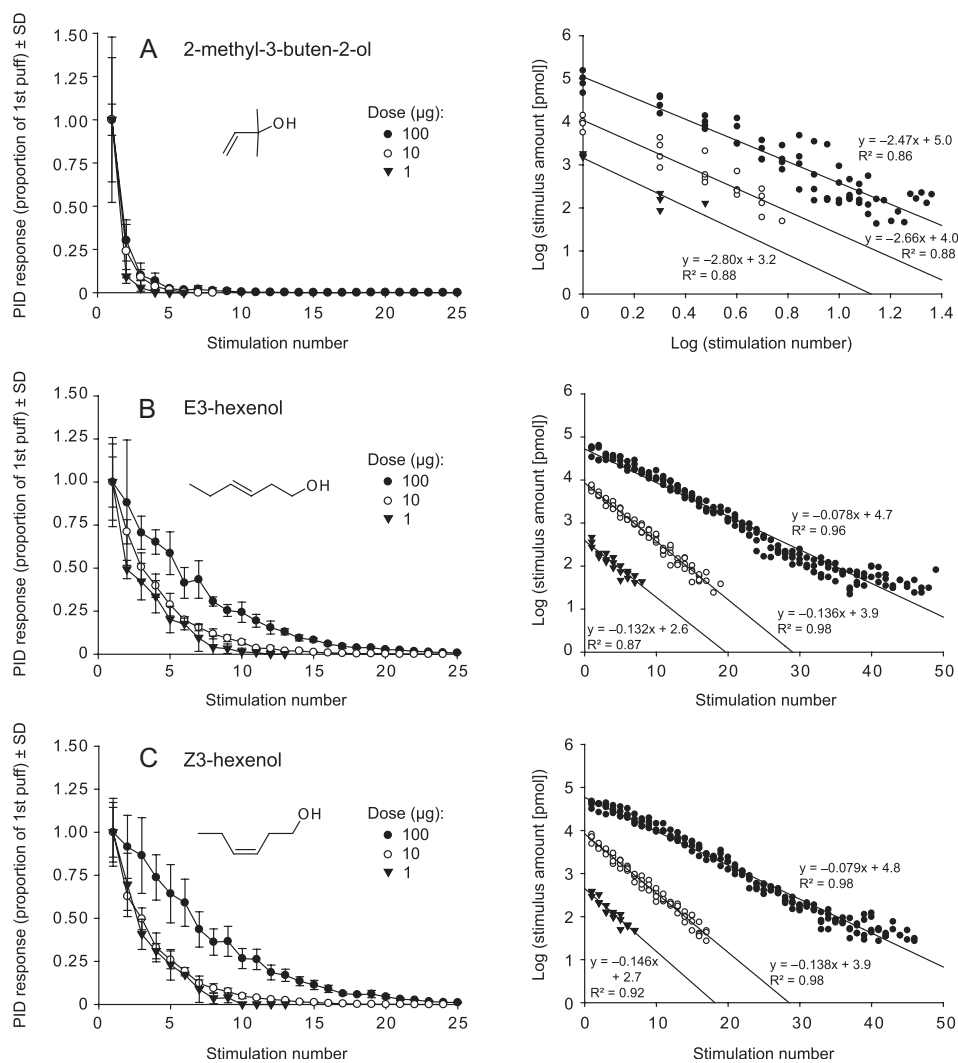 PID response (proportion of 1st puff) ± SD
1.50
1.25
1.00
0.75
0.50
0.25
0
A 2-methyl-3-buten-2-ol
OH
Dose (µg):
100
10
1
0 5 10 15 20 25
Stimulation number
Log (stimulus amount [pmol])
6
5
4
3
2
1
0
y = –2.47x + 5.0
R² = 0.86
y = –2.66x + 4.0
R² = 0.88
y = –2.80x + 3.2
R² = 0.88
0 0.2 0.4 0.6 0.8 1.0 1.2 1.4
Log (stimulation number)
PID response (proportion of 1st puff) ± SD
1.50
1.25
1.00
0.75
0.50
0.25
0
B E3-hexenol
OH
Dose (µg):
100
10
1
0 5 10 15 20 25
Stimulation number
Log (stimulus amount [pmol])
6
5
4
3
2
1
0
y = –0.078x + 4.7
R² = 0.96
y = –0.136x + 3.9
R² = 0.98
y = –0.132x + 2.6
R² = 0.87
0 10 20 30 40 50
Stimulation number
PID response (proportion of 1st puff) ± SD
1.50
1.25
1.00
0.75
0.50
0.25
0
C Z3-hexenol
OH
Dose (µg):
100
10
1
0 5 10 15 20 25
Stimulation number
Log (stimulus amount [pmol])
6
5
4
3
2
1
0
y = –0.079x + 4.8
R² = 0.98
y = –0.138x + 3.9
R² = 0.98
y = –0.146x
+ 2.7
R² = 0.92
0 10 20 30 40 50
Stimulation number